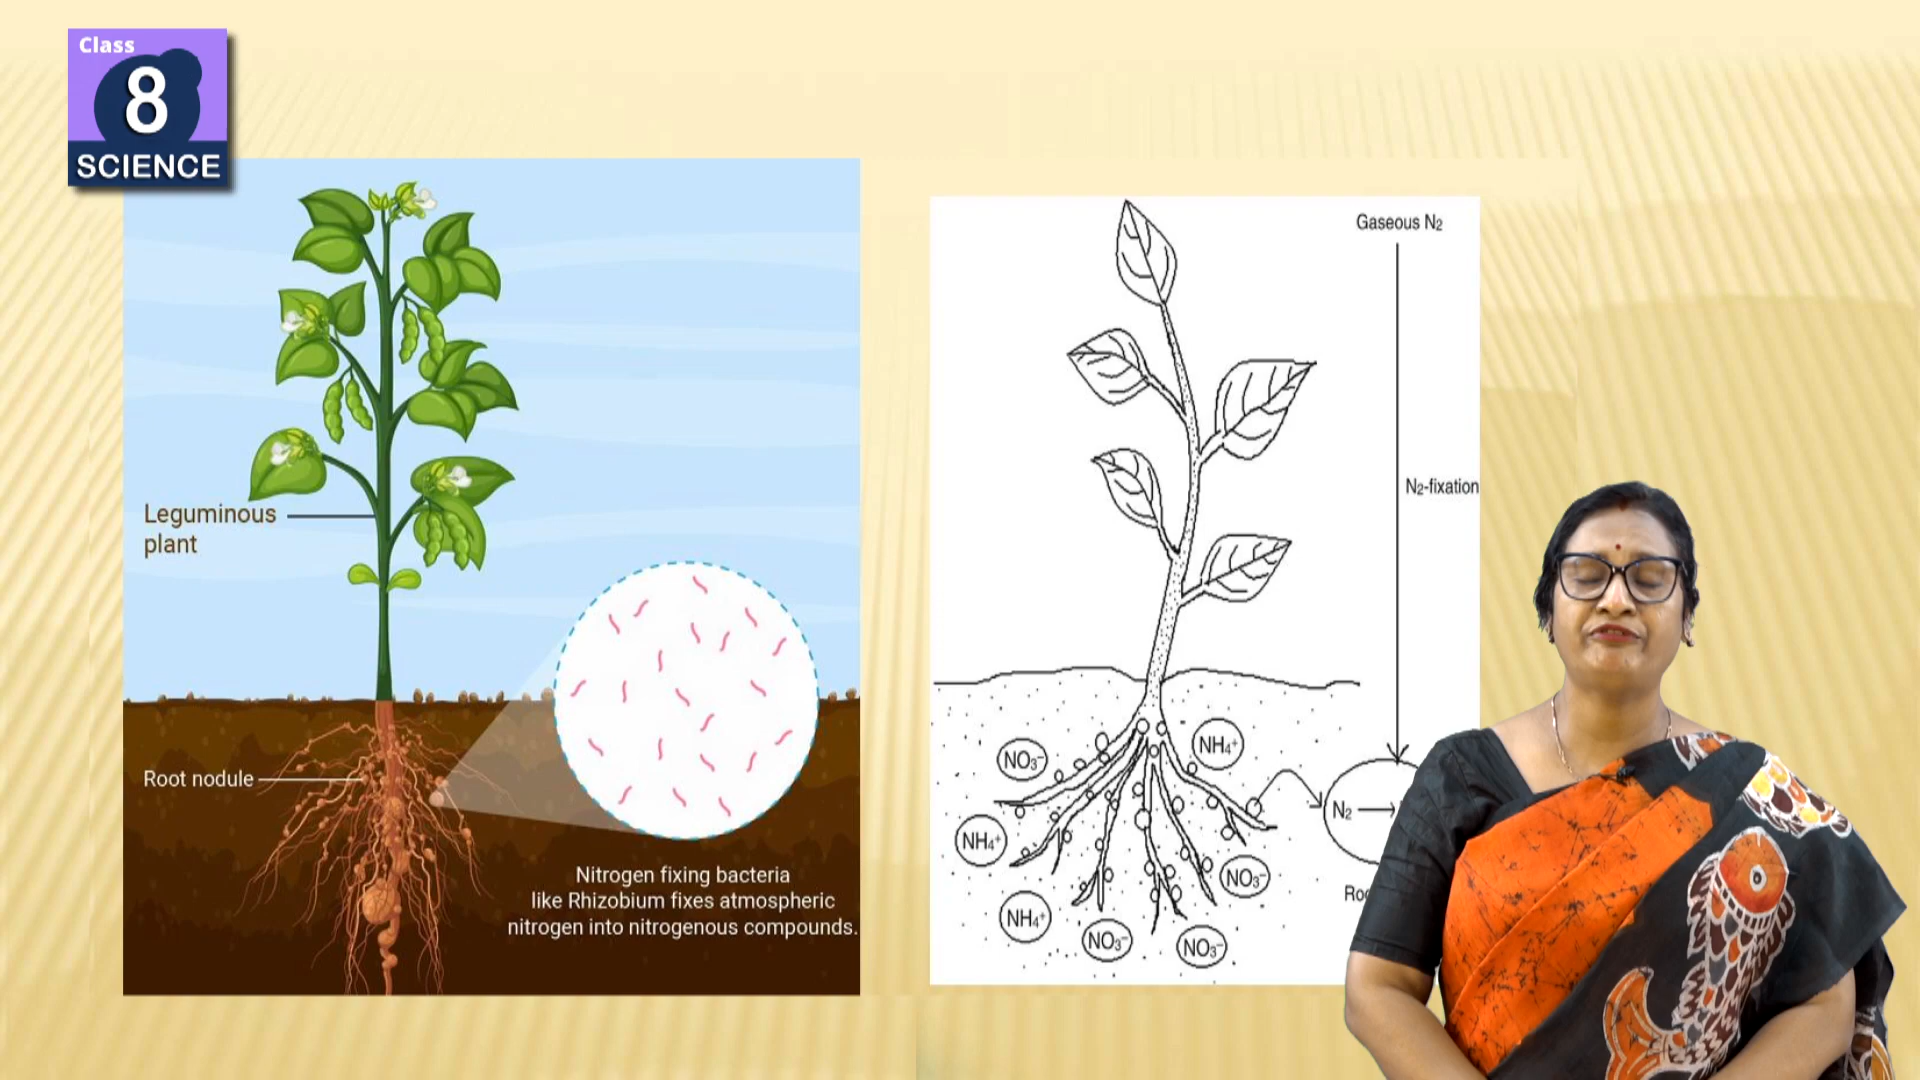 Class
8
SCIENCE
Leguminous
plant
Root nodule
Nitrogen fixing bacteria
like Rhizobium fixes atmospheric
nitrogen into nitrogenous compounds.
Gaseous N₂
N₂-fixation
NO₃⁻
NH₄⁺
N₂
NH₄⁺
NO₃⁻
NH₄⁺
NO₃⁻
NO₃⁻